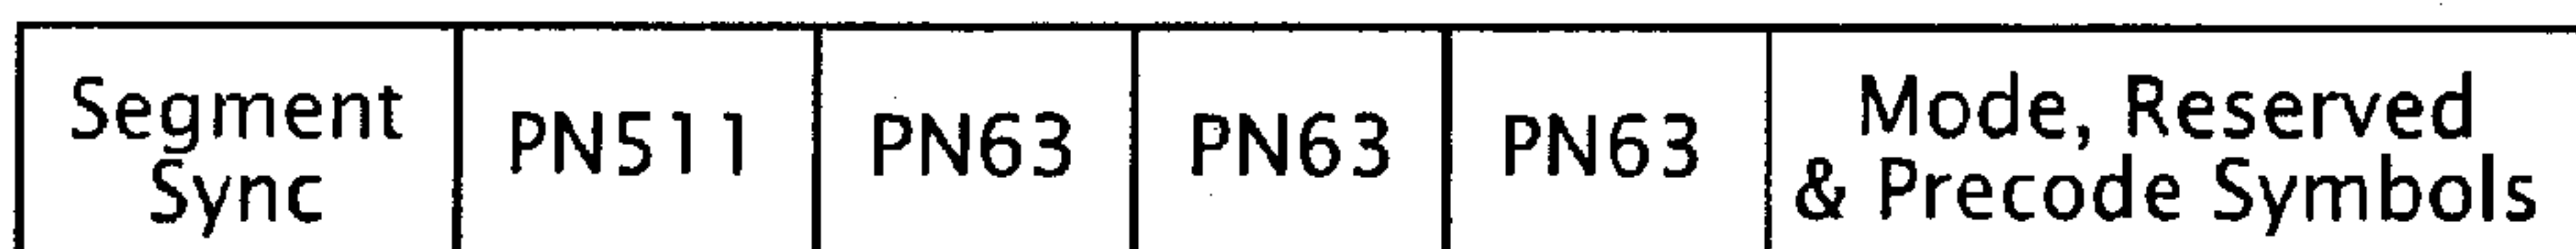 Segment
Sync
PN511
PN63
PN63
PN63
Mode, Reserved
& Precode Symbols